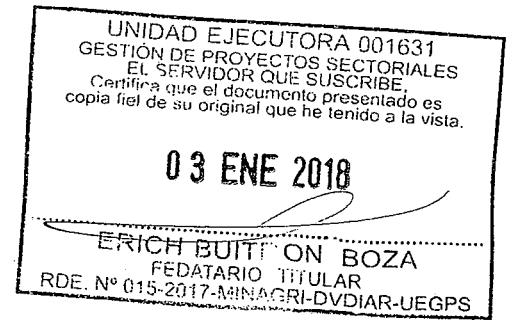 UNIDAD EJECUTORA 001631
GESTIÓN DE PROYECTOS SECTORIALES
EL SERVIDOR QUE SUSCRIBE,
Certifica que el documento presentado es
copia fiel de su original que he tenido a la vista.
03 ENE 2018
ERICH BOZA
FEDATARIO TITULAR
RDE. Nº 015-2017-MINAGRI-DVDIAR-UEGPS